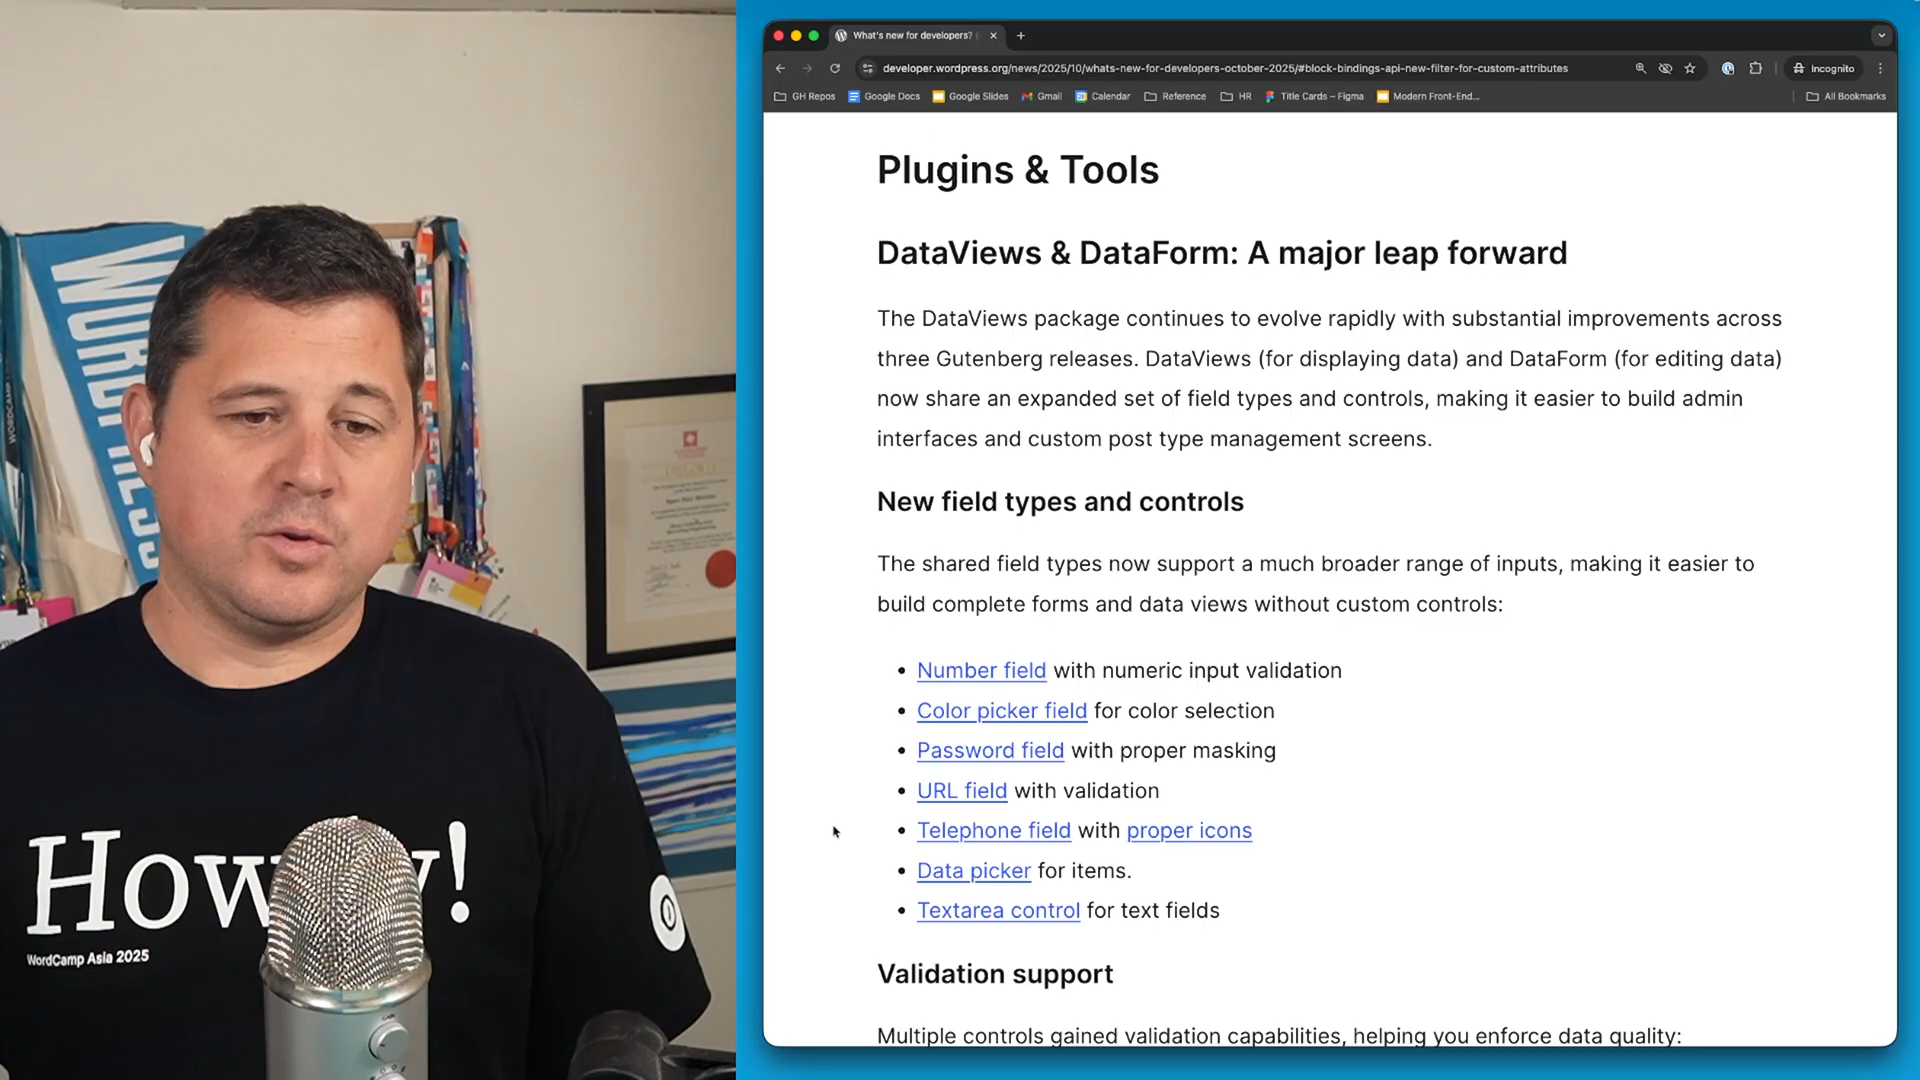 What's new for developers?
developer.wordpress.org/news/2025/10/whats-new-for-developers-october-2025/#block-bindings-api-new-filter-for-custom-attributes
Incognito
GH Repos
Google Docs
Google Slides
Gmail
Calendar
Reference
HR
Title Cards – Figma
Modern Front-End...
All Bookmarks
Plugins & Tools
DataViews & DataForm: A major leap forward
The DataViews package continues to evolve rapidly with substantial improvements across
three Gutenberg releases. DataViews (for displaying data) and DataForm (for editing data)
now share an expanded set of field types and controls, making it easier to build admin
interfaces and custom post type management screens.
New field types and controls
The shared field types now support a much broader range of inputs, making it easier to
build complete forms and data views without custom controls:
• Number field with numeric input validation
• Color picker field for color selection
• Password field with proper masking
• URL field with validation
• Telephone field with proper icons
• Data picker for items.
• Textarea control for text fields
Validation support
Multiple controls gained validation capabilities, helping you enforce data quality:
WordCamp Asia 2025